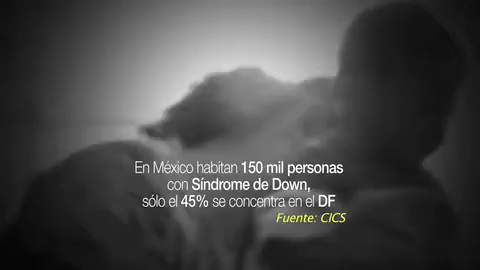 En México habitan 150 mil personas
con Síndrome de Down,
sólo el 45% se concentra en el DF
Fuente: CICS